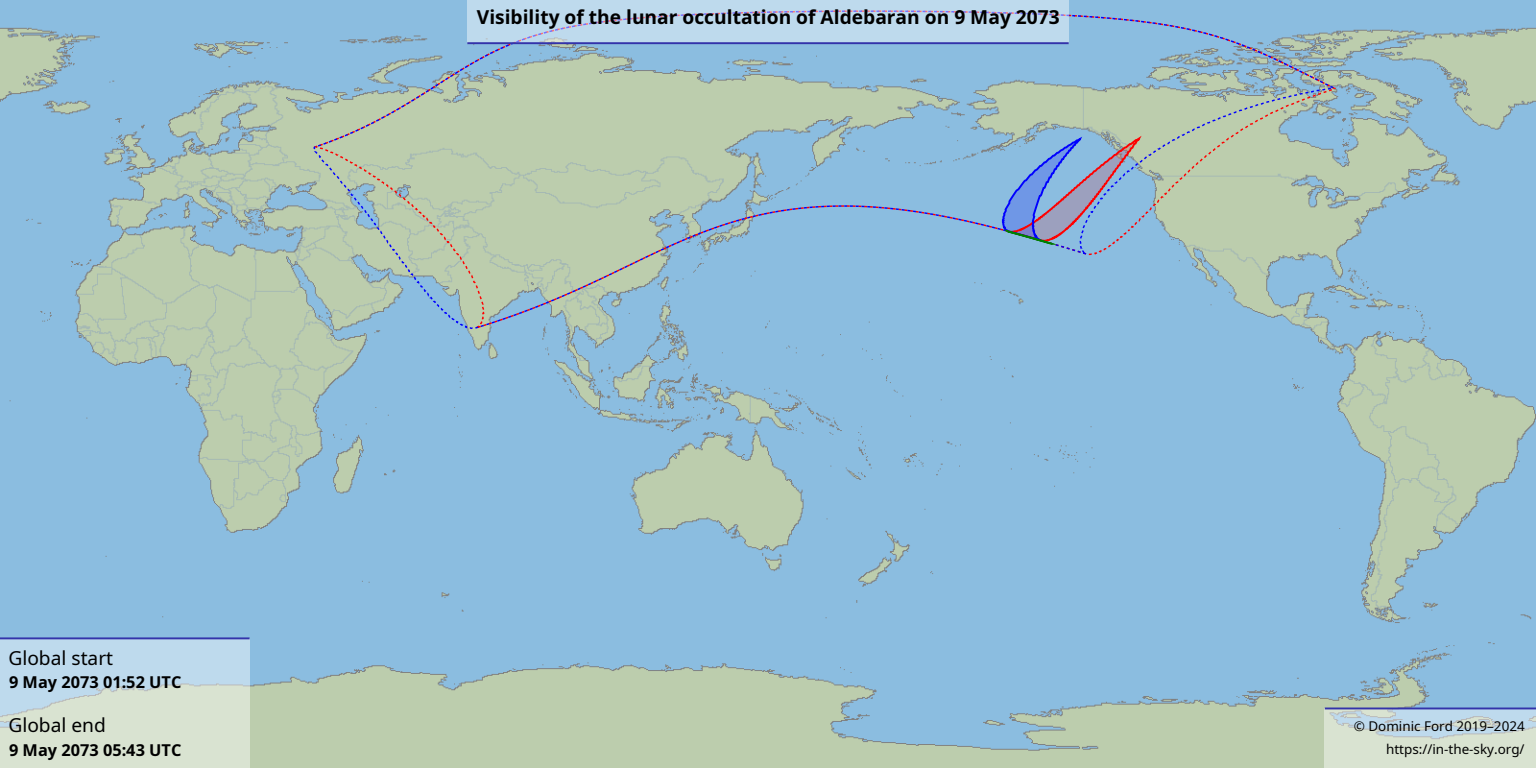 Visibility of the lunar occultation of Aldebaran on 9 May 2073
Global start
9 May 2073 01:52 UTC
Global end
9 May 2073 05:43 UTC
© Dominic Ford 2019–2024
https://in-the-sky.org/